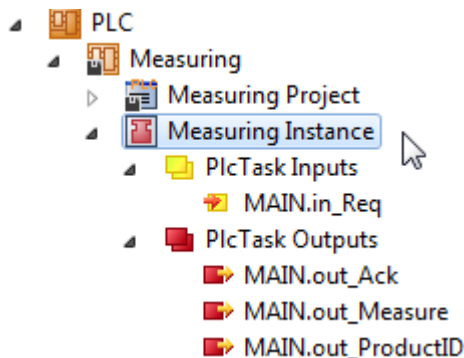 PLC
Measuring
Measuring Project
Measuring Instance
PlcTask Inputs
MAIN.in_Req
PlcTask Outputs
MAIN.out_Ack
MAIN.out_Measure
MAIN.out_ProductID